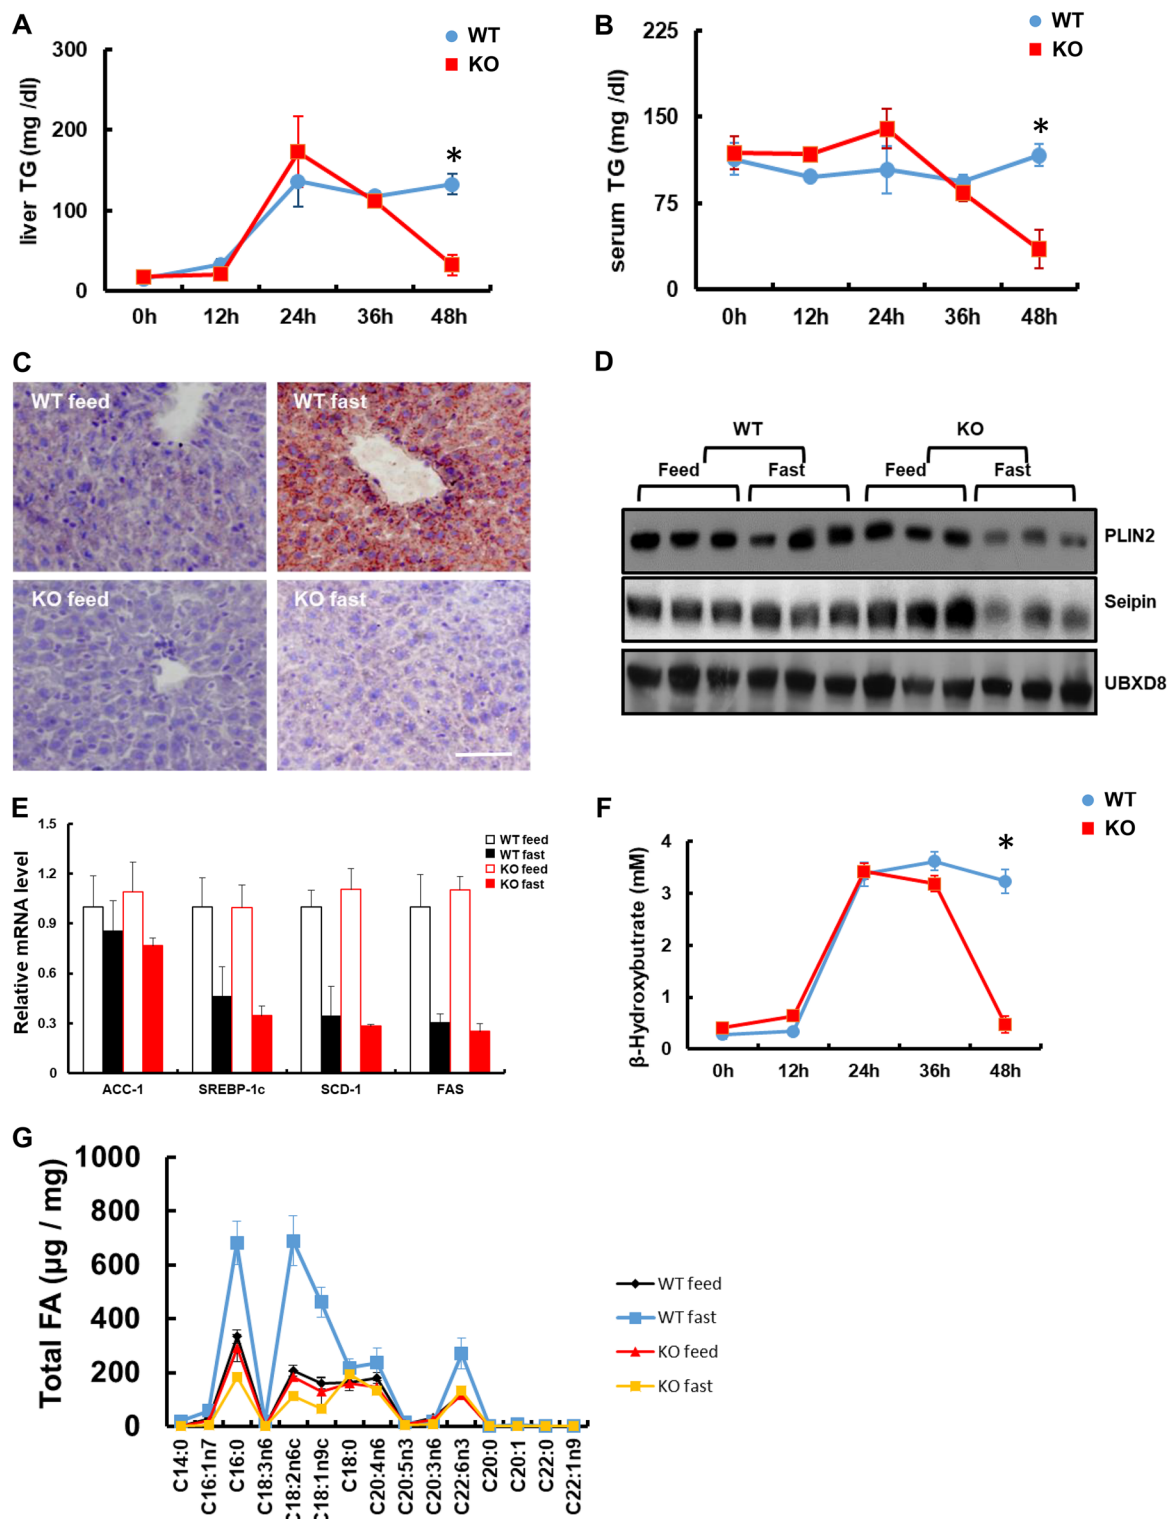 A
WT
KO
liver TG (mg /dl)
300
200
100
0
0h 12h 24h 36h 48h
*
B
WT
KO
serum TG (mg /dl)
225
150
75
0
0h 12h 24h 36h 48h
*
C
WT feed
WT fast
KO feed
KO fast
D
WT KO
Feed Fast Feed Fast
PLIN2
Seipin
UBXD8
E
Relative mRNA level
1.5
1.2
0.9
0.6
0.3
0
WT feed
WT fast
KO feed
KO fast
ACC-1 SREBP-1c SCD-1 FAS
F
WT
KO
β-Hydroxybutrate (mM)
4
3
2
1
0
0h 12h 24h 36h 48h
*
G
Total FA (µg / mg)
1000
800
600
400
200
0
C14:0
C16:1n7
C16:0
C18:3n6
C18:2n6c
C18:1n9c
C18:0
C20:4n6
C20:5n3
C20:3n6
C22:6n3
C20:0
C20:1
C22:0
C22:1n9
WT feed
WT fast
KO feed
KO fast